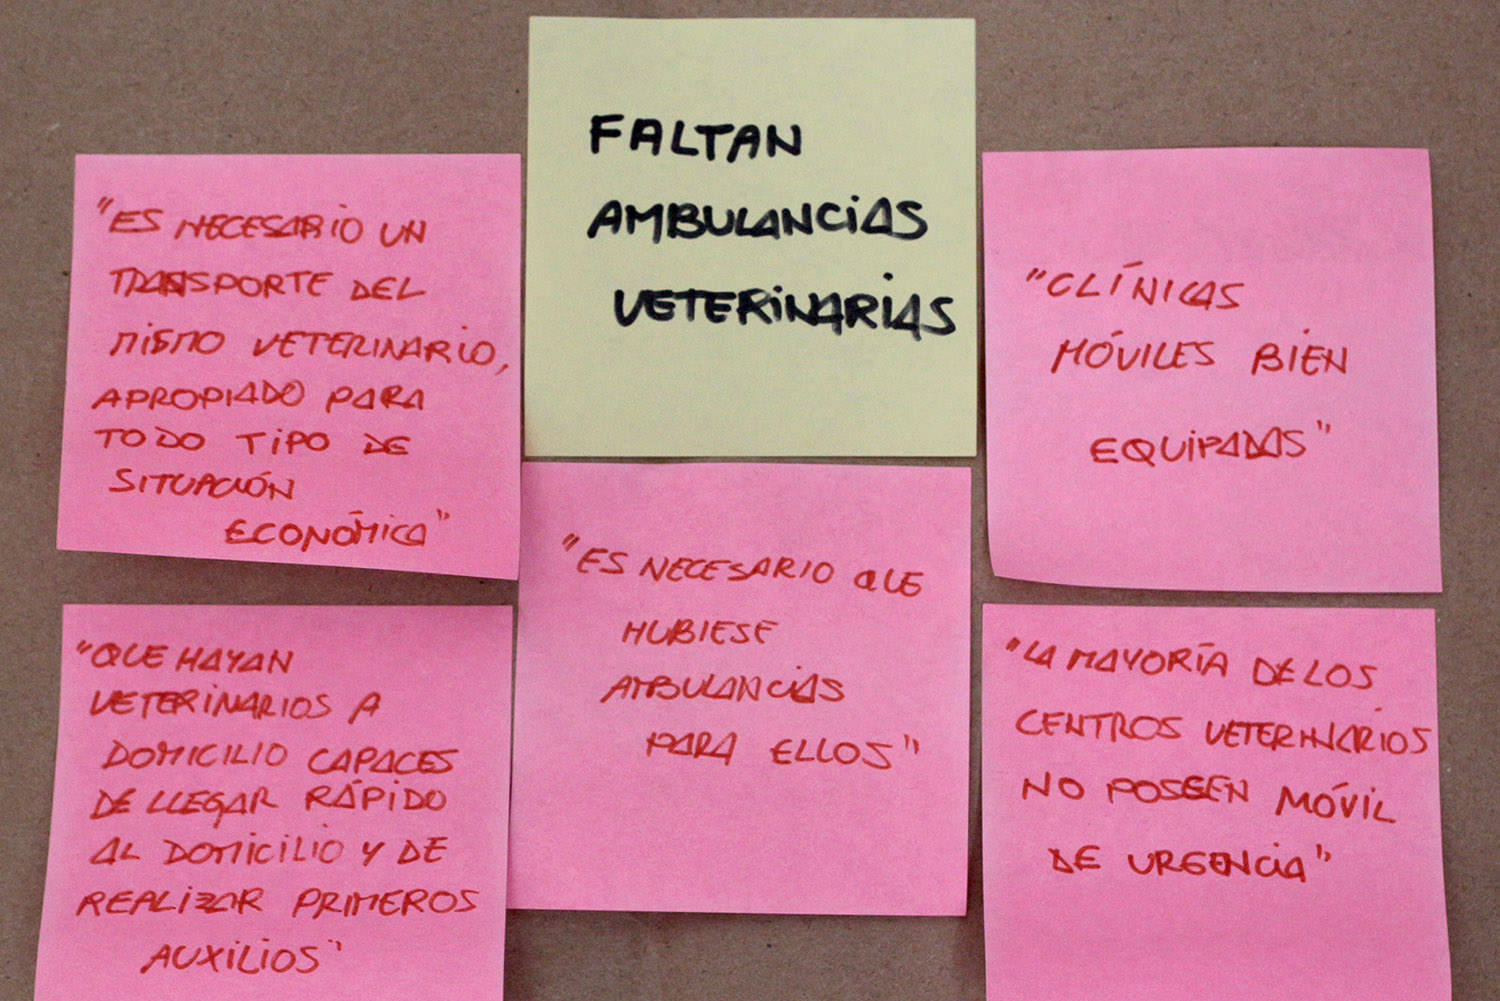 FALTAN
AMBULANCiAS
VETERiNARiAS
"ES NECESARIO UN
TRANSPORTE DEL
MISMO VETERINARIO,
APROPIADO PARA
TODO TIPO DE
SITUACIÓN
ECONÓMICA"
"CLÍNICAS
MÓVILES BIEN
EQUIPADAS"
"QUE HAYAN
VETERINARIOS A
DOMICILIO CAPACES
DE LLEGAR RÁPIDO
AL DOMICILIO Y DE
REALIZAR PRIMEROS
AUXILIOS"
"ES NECESARIO QUE
HUBIESE
AMBULANCIAS
PARA ELLOS"
"LA MAYORÍA DE LOS
CENTROS VETERINARIOS
NO POSEEN MÓVIL
DE URGENCIA"